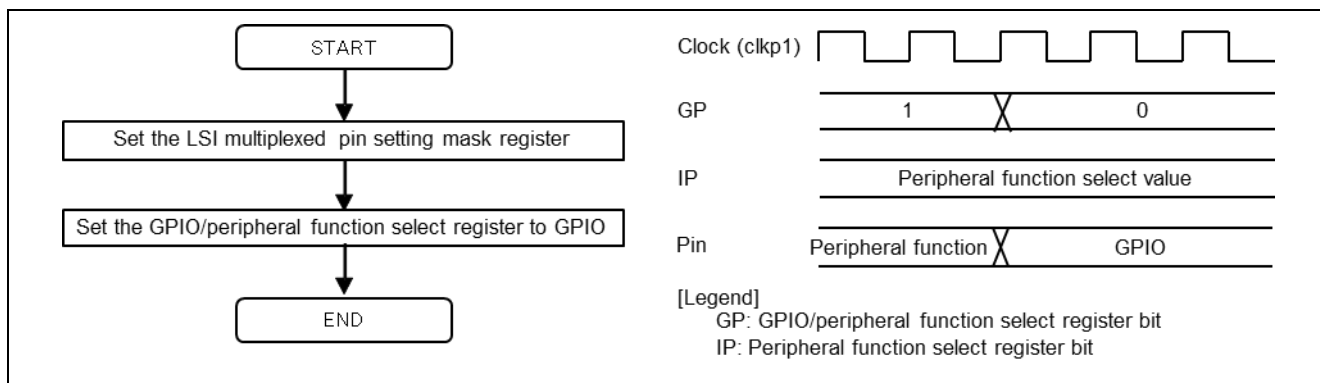 START
Set the LSI multiplexed pin setting mask register
Set the GPIO/peripheral function select register to GPIO
END
Clock (clkp1)
GP
1
0
IP
Peripheral function select value
Pin
Peripheral function
GPIO
[Legend]
GP: GPIO/peripheral function select register bit
IP: Peripheral function select register bit